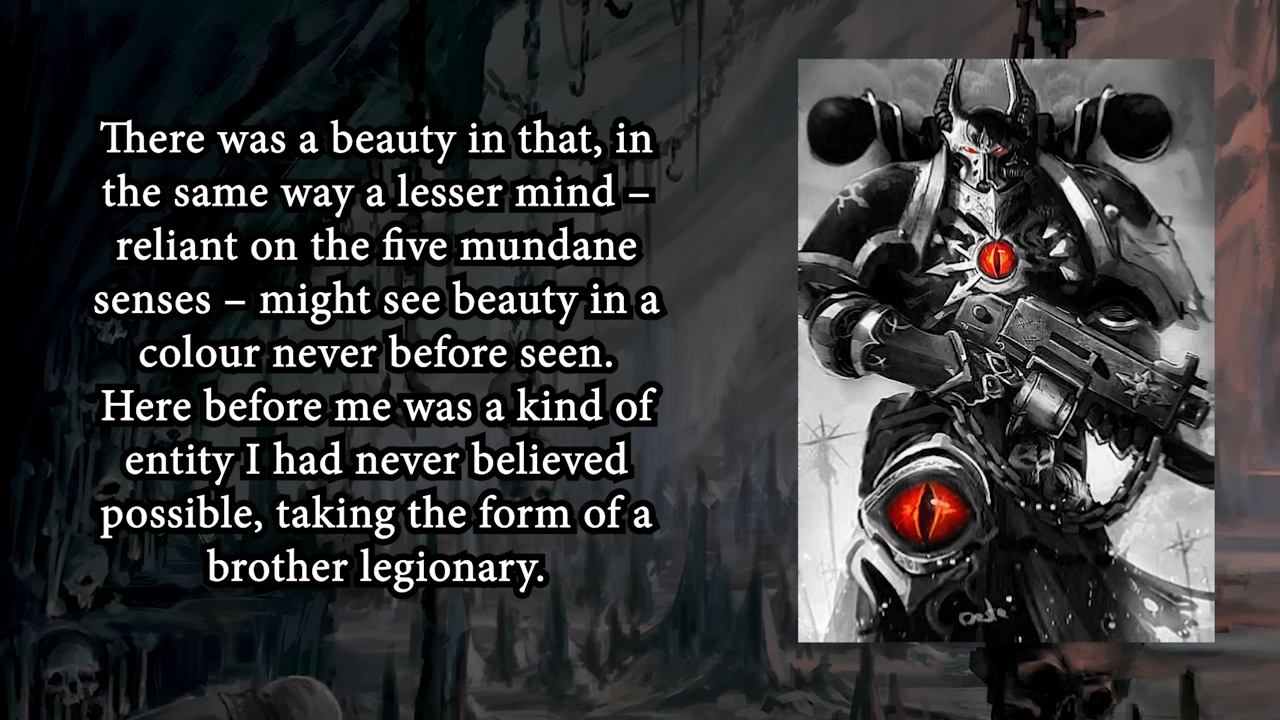 There was a beauty in that, in
the same way a lesser mind –
reliant on the five mundane
senses – might see beauty in a
colour never before seen.
Here before me was a kind of
entity I had never believed
possible, taking the form of a
brother legionary.